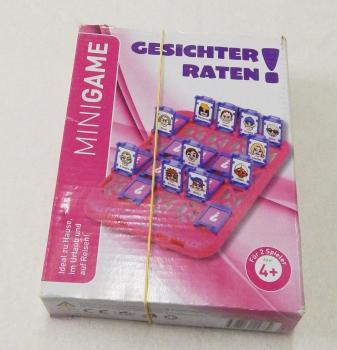 GESICHTER
RATEN!
MINIGAME
Ideal zu Hause,
im Urlaub und
auf Reisen!
Für 2 Spieler
4+